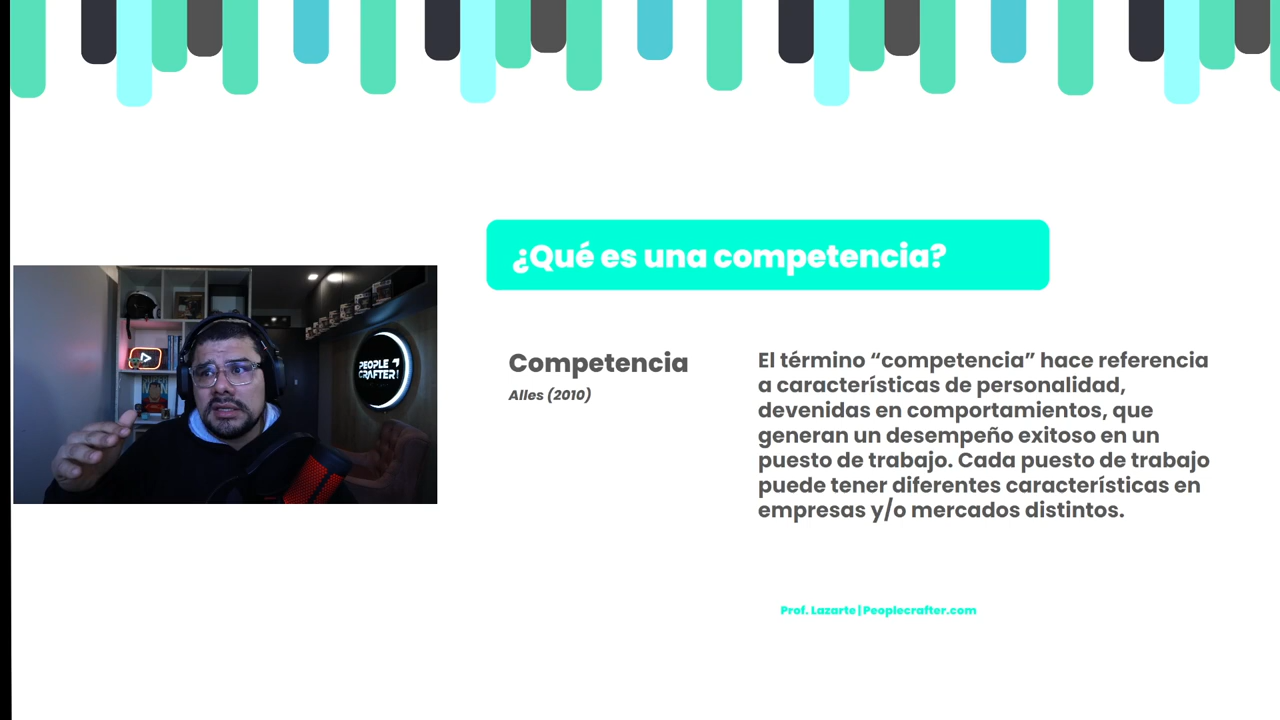 ¿Qué es una competencia?
PEOPLE
CRAFTER!
Competencia
Alles (2010)
El término “competencia” hace referencia
a características de personalidad,
devenidas en comportamientos, que
generan un desempeño exitoso en un
puesto de trabajo. Cada puesto de trabajo
puede tener diferentes características en
empresas y/o mercados distintos.
Prof. Lazarte|Peoplecrafter.com